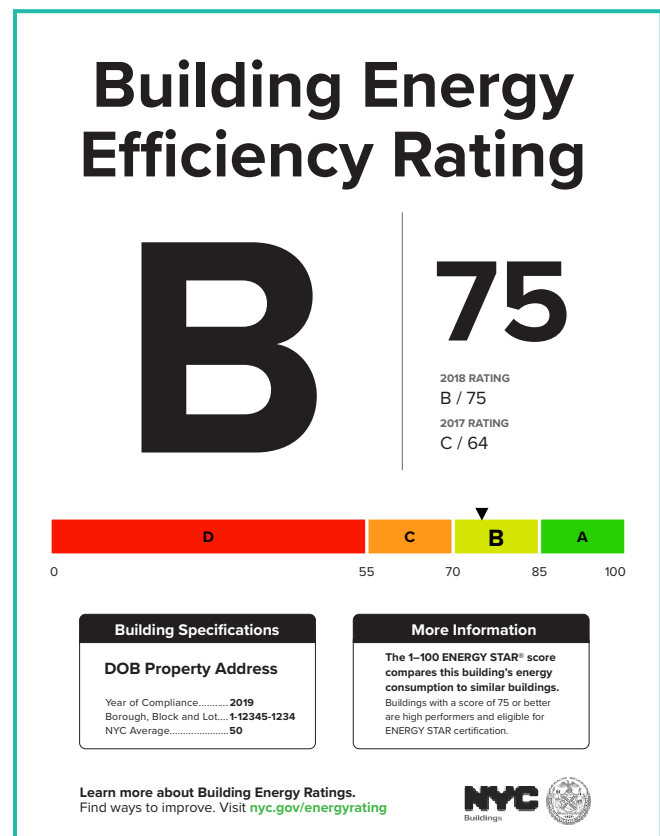 Building Energy
Efficiency Rating
B
75
2018 RATING
B / 75
2017 RATING
C / 64
D C B A
0 55 70 85 100
Building Specifications
DOB Property Address
Year of Compliance..........2019
Borough, Block and Lot....1-12345-1234
NYC Average.....................50
More Information
The 1–100 ENERGY STAR® score
compares this building's energy
consumption to similar buildings.
Buildings with a score of 75 or better
are high performers and eligible for
ENERGY STAR certification.
Learn more about Building Energy Ratings.
Find ways to improve. Visit nyc.gov/energyrating
NYC
Buildings